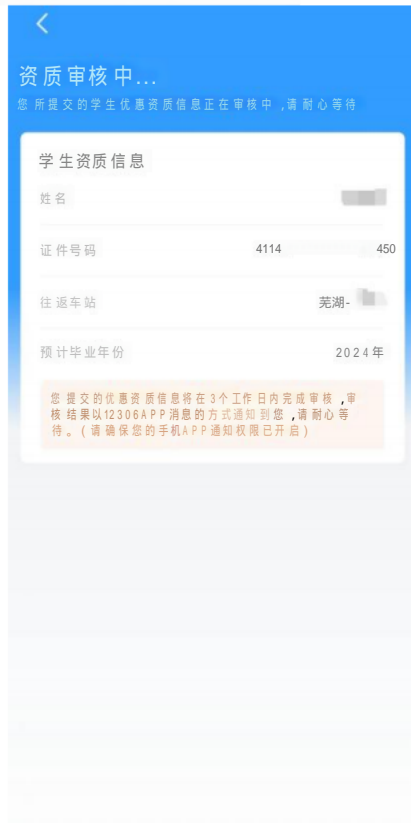 资质审核中...
您所提交的学生优惠资质信息正在审核中,请耐心等待
学生资质信息
姓名
证件号码 4114 450
往返车站 芜湖-
预计毕业年份 2024年
您提交的优惠资质信息将在3个工作日内完成审核,审
核结果以12306APP消息的方式通知到您,请耐心等
待。(请确保您的手机APP通知权限已开启)